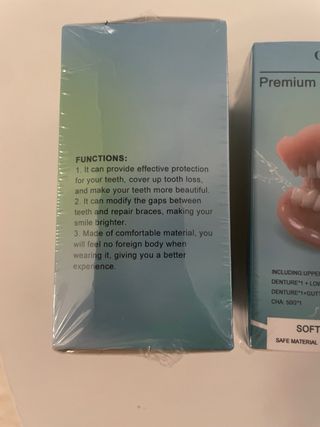 FUNCTIONS:
1. It can provide effective protection
for your teeth, cover up tooth loss,
and make your teeth more beautiful.
2. It can modify the gaps between
teeth and repair braces, making your
smile brighter.
3. Made of comfortable material, you
will feel no foreign body when
wearing it, giving you a better
experience.
Premium
INCLUDING:UPPER
DENTURE*1 + LOW
DENTURE*1+GUTT
CHA: 50G*1
SOFT
SAFE MATERIAL